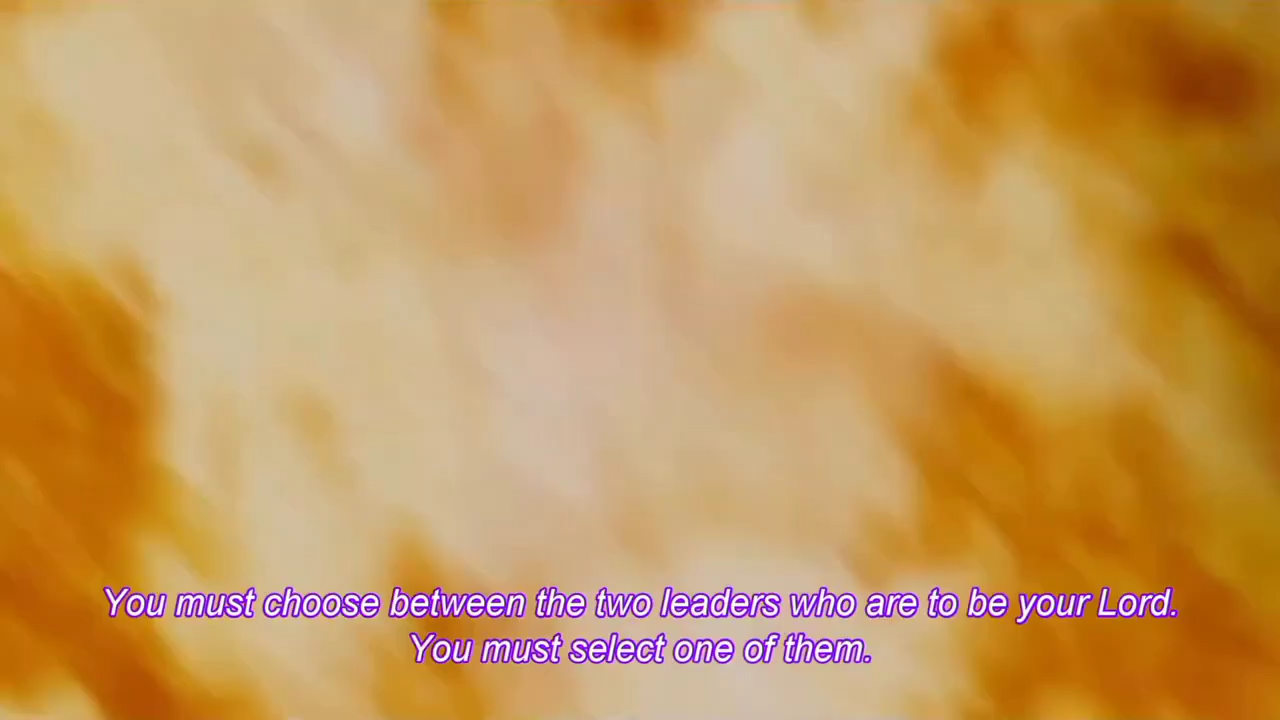 You must choose between the two leaders who are to be your Lord.
You must select one of them.